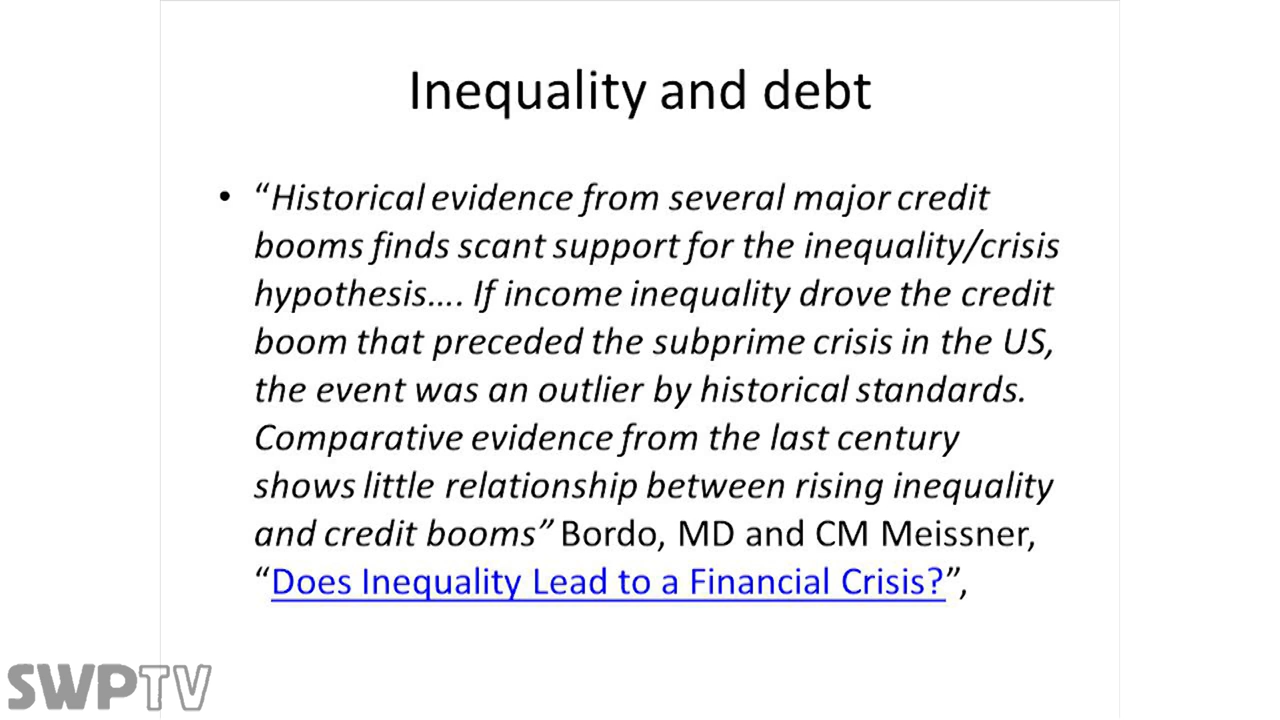 Inequality and debt
• “Historical evidence from several major credit
booms finds scant support for the inequality/crisis
hypothesis…. If income inequality drove the credit
boom that preceded the subprime crisis in the US,
the event was an outlier by historical standards.
Comparative evidence from the last century
shows little relationship between rising inequality
and credit booms” Bordo, MD and CM Meissner,
“Does Inequality Lead to a Financial Crisis?”,
SWPTV